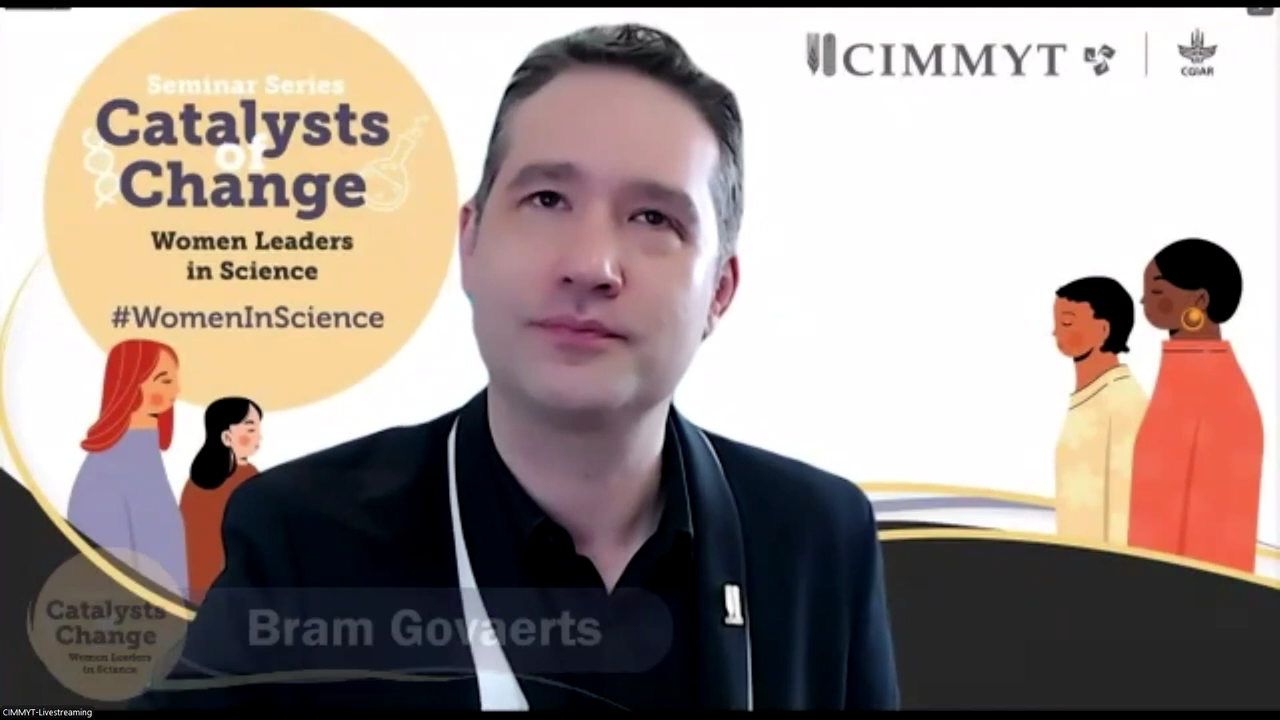 Seminar Series
Catalysts
of
Change
Women Leaders
in Science
#WomenInScience
CIMMYT
CGIAR
Catalysts
Change
Women Leaders
in Science
Bram Govaerts
CIMMYT-Livestreaming